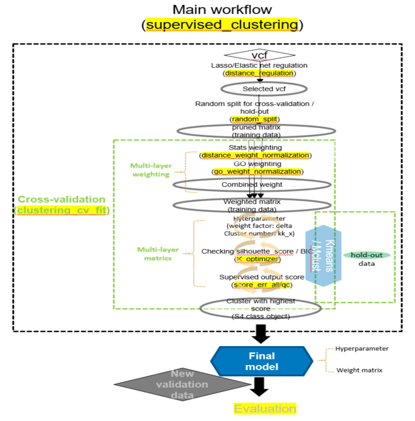 Main workflow
(supervised_clustering)
vcf
Lasso/Elastic net regulation
(distance_regulation)
Selected vcf
Random split for cross-validation /
hold-out
(random_split)
pruned matrix
(training data)
Stats weighting
(distance_weight_normalization)
GO weighting
(go_weight_normalization)
Multi-layer
weighting
Combined weight
Cross-validation
(clustering_cv_fit)
Weighted matrix
(training data)
Hyterparameter
(weight factor: delta
Cluster number: kk_x)
Multi-layer
metrics
Checking silhouette_score /
Supervised output score
(score_err_all/qc)
Kmeans
/ Mclust
hold-out
data
Cluster with highest
score
(S4 class object)
Final
model
Hyperparameter
Weight matrix
New
validation
data
Evaluation